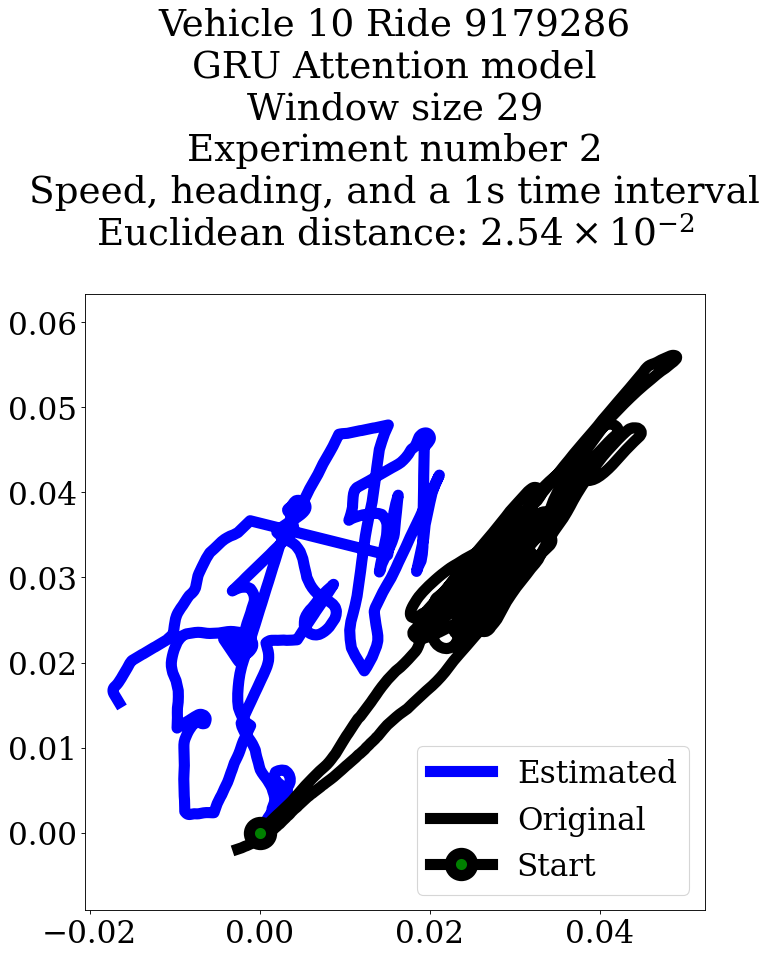 Vehicle 10 Ride 9179286
GRU Attention model
Window size 29
Experiment number 2
Speed, heading, and a 1s time interval
Euclidean distance: 2.54 × 10⁻²
0.06
0.05
0.04
0.03
0.02
0.01
0.00
Estimated
Original
Start
−0.02
0.00
0.02
0.04